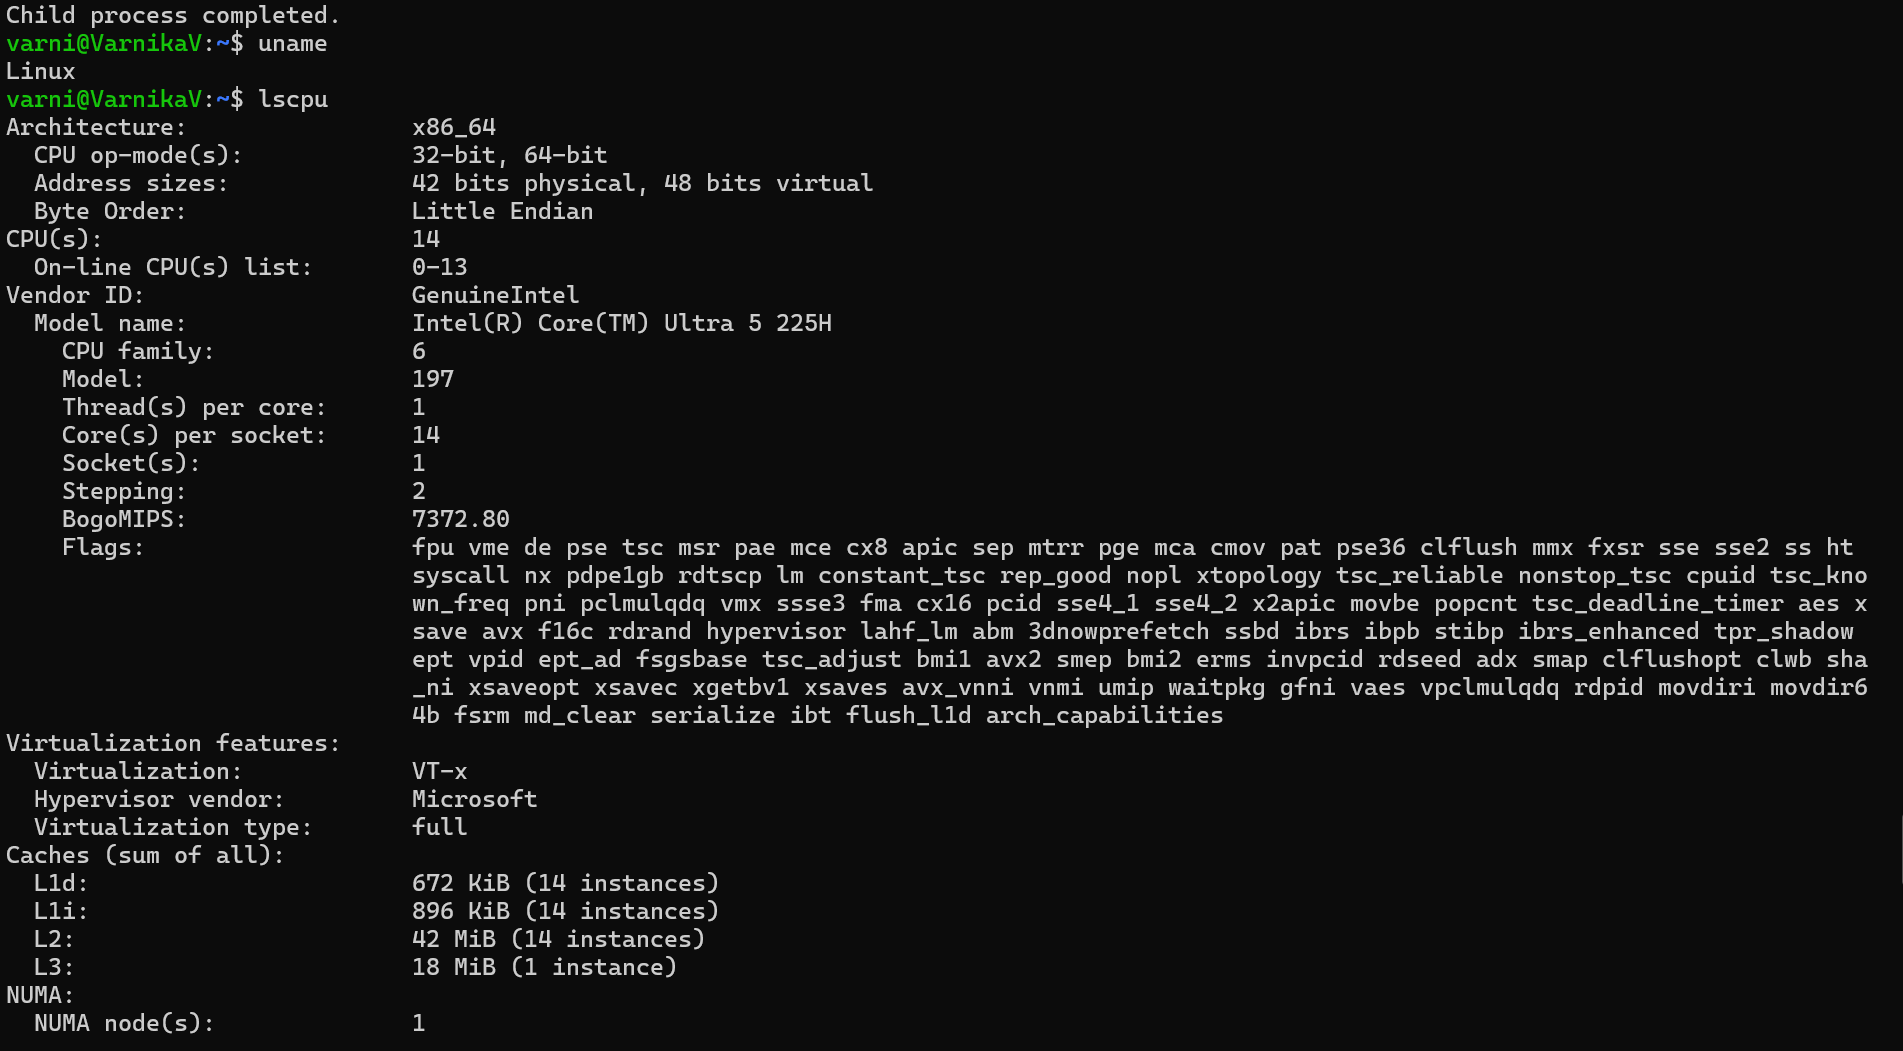 Child process completed.
varni@VarnikaV:~$ uname
Linux
varni@VarnikaV:~$ lscpu
Architecture:                x86_64
  CPU op-mode(s):            32-bit, 64-bit
  Address sizes:             42 bits physical, 48 bits virtual
  Byte Order:                Little Endian
CPU(s):                      14
  On-line CPU(s) list:       0-13
Vendor ID:                   GenuineIntel
  Model name:                Intel(R) Core(TM) Ultra 5 225H
    CPU family:              6
    Model:                   197
    Thread(s) per core:      1
    Core(s) per socket:      14
    Socket(s):               1
    Stepping:                2
    BogoMIPS:                7372.80
    Flags:                   fpu vme de pse tsc msr pae mce cx8 apic sep mtrr pge mca cmov pat pse36 clflush mmx fxsr sse sse2 ss ht
                             syscall nx pdpe1gb rdtscp lm constant_tsc rep_good nopl xtopology tsc_reliable nonstop_tsc cpuid tsc_kno
                             wn_freq pni pclmulqdq vmx ssse3 fma cx16 pcid sse4_1 sse4_2 x2apic movbe popcnt tsc_deadline_timer aes x
                             save avx f16c rdrand hypervisor lahf_lm abm 3dnowprefetch ssbd ibrs ibpb stibp ibrs_enhanced tpr_shadow
                             ept vpid ept_ad fsgsbase tsc_adjust bmi1 avx2 smep bmi2 erms invpcid rdseed adx smap clflushopt clwb sha
                             _ni xsaveopt xsavec xgetbv1 xsaves avx_vnni vnmi umip waitpkg gfni vaes vpclmulqdq rdpid movdiri movdir6
                             4b fsrm md_clear serialize ibt flush_l1d arch_capabilities
Virtualization features:
  Virtualization:            VT-x
  Hypervisor vendor:         Microsoft
  Virtualization type:       full
Caches (sum of all):
  L1d:                       672 KiB (14 instances)
  L1i:                       896 KiB (14 instances)
  L2:                        42 MiB (14 instances)
  L3:                        18 MiB (1 instance)
NUMA:
  NUMA node(s):              1